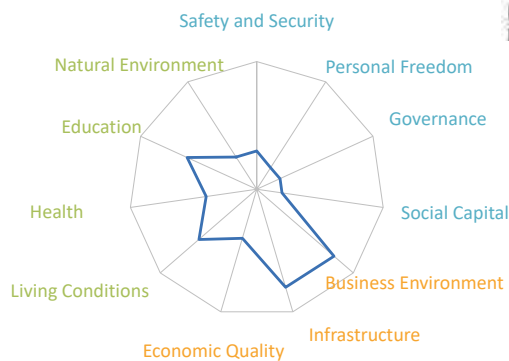 Safety and Security
Natural Environment
Personal Freedom
Education
Governance
Health
Social Capital
Living Conditions
Business Environment
Infrastructure
Economic Quality